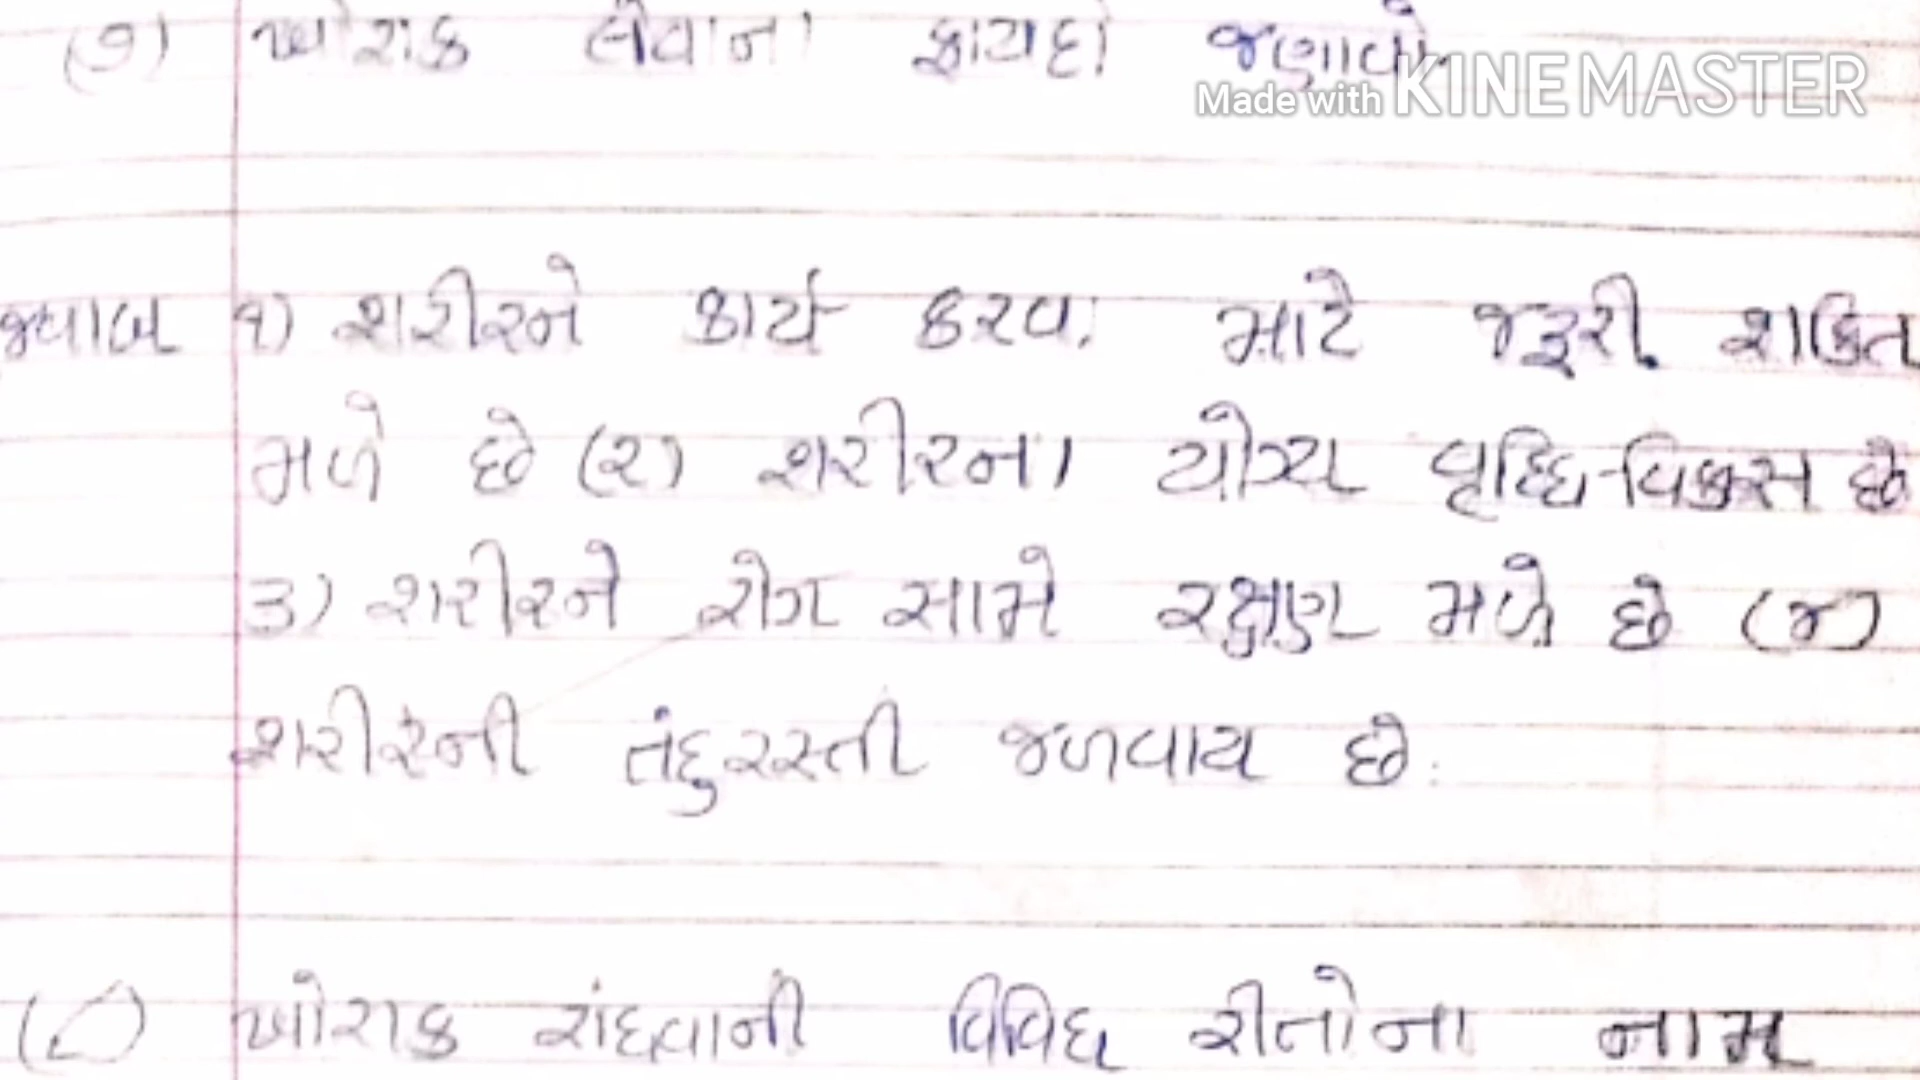 (૭) ખોરાક લેવાના ફાયદા જણાવો
Made with KINEMASTER
જવાબ ૧) શરીરને કાર્ય કરવા માટે જરૂરી શક્તિ
મળે છે (૨) શરીરના યોગ્ય વૃદ્ધિ-વિકાસ છે
૩) શરીરને રોગ સામે રક્ષણ મળે છે (૪)
શરીરની તંદુરસ્તી જળવાય છે.
(૮) ખોરાક રાંધવાની વિવિધ રીતોના નામ